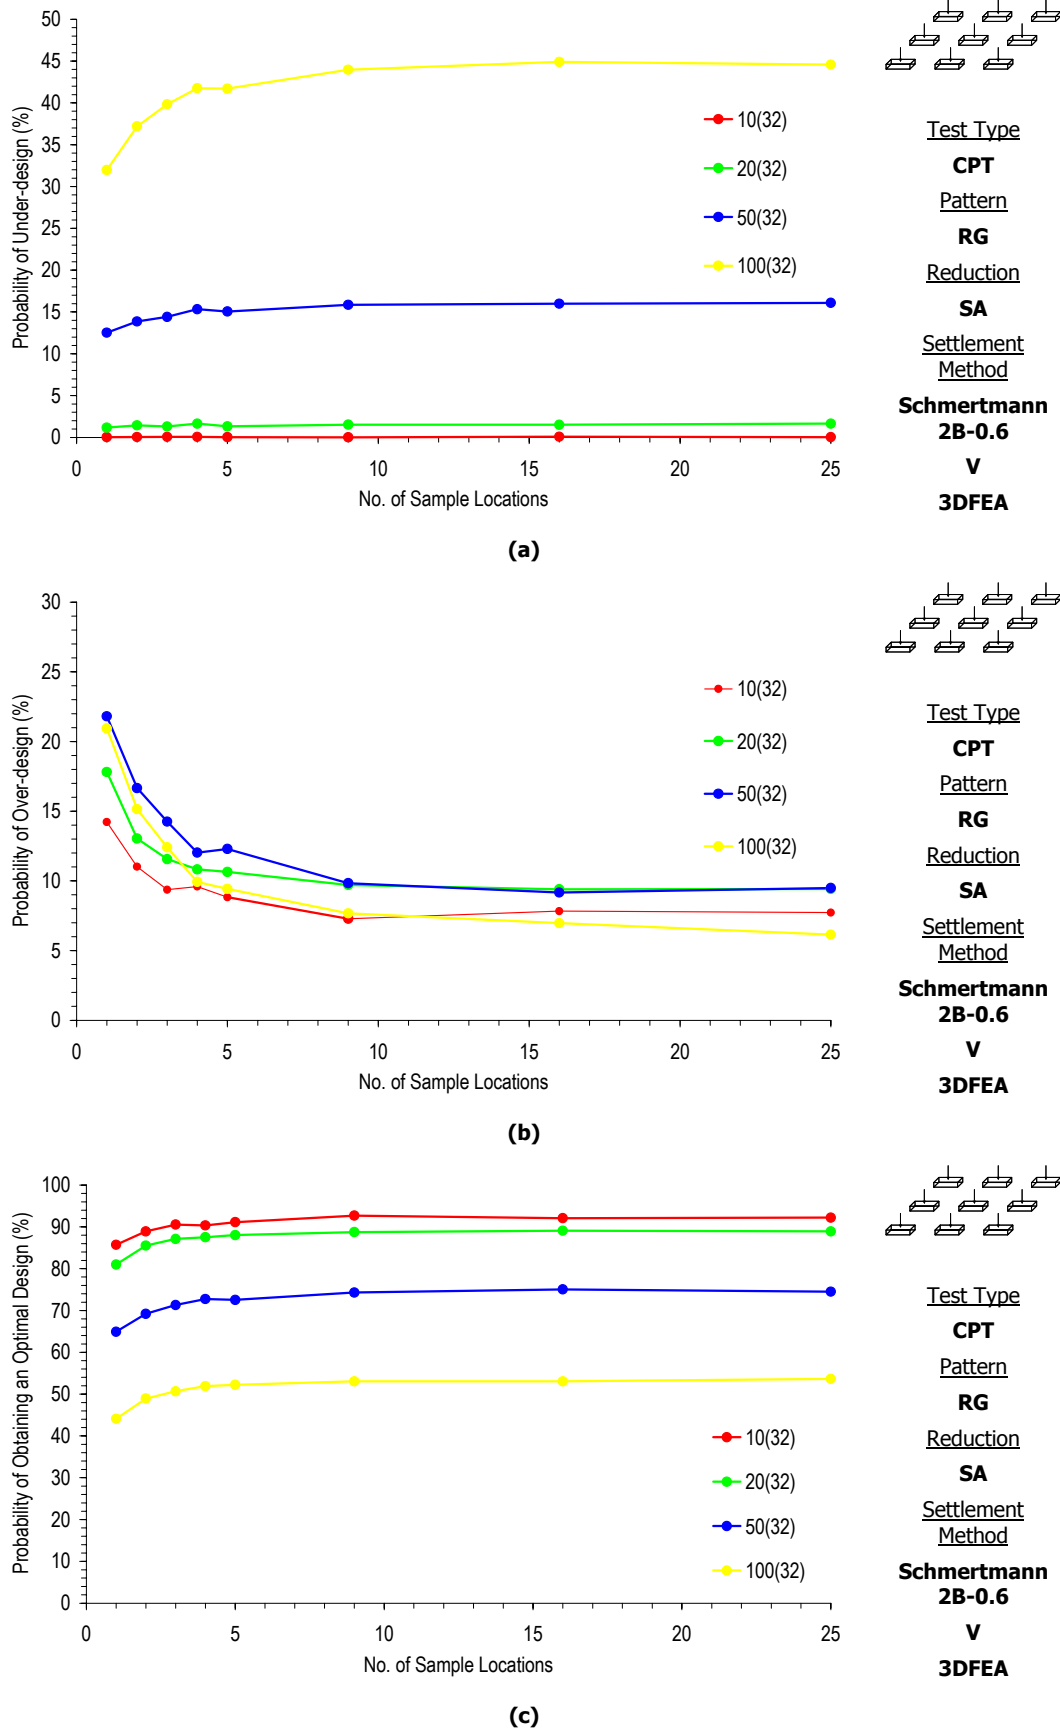 50
45
40
35
30
25
20
15
10
5
0
Probability of Under-design (%)
10(32)
20(32)
50(32)
100(32)
0 5 10 15 20 25
No. of Sample Locations
Test Type
CPT
Pattern
RG
Reduction
SA
Settlement
Method
Schmertmann
2B-0.6
V
3DFEA
(a)
30
25
20
15
10
5
0
Probability of Over-design (%)
10(32)
20(32)
50(32)
100(32)
0 5 10 15 20 25
No. of Sample Locations
Test Type
CPT
Pattern
RG
Reduction
SA
Settlement
Method
Schmertmann
2B-0.6
V
3DFEA
(b)
100
90
80
70
60
50
40
30
20
10
0
Probability of Obtaining an Optimal Design (%)
10(32)
20(32)
50(32)
100(32)
0 5 10 15 20 25
No. of Sample Locations
Test Type
CPT
Pattern
RG
Reduction
SA
Settlement
Method
Schmertmann
2B-0.6
V
3DFEA
(c)